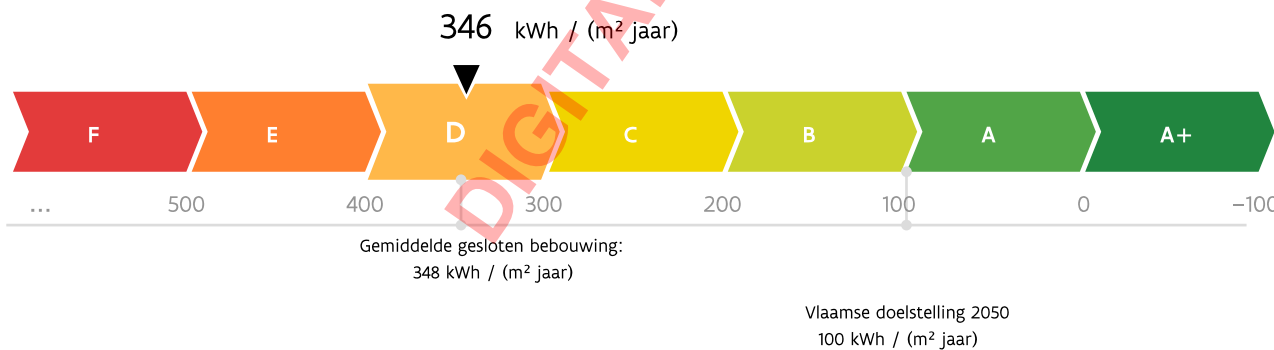 346 kWh / (m² jaar)
F E D C B A A+
... 500 400 300 200 100 0 −100
Gemiddelde gesloten bebouwing:
348 kWh / (m² jaar)
Vlaamse doelstelling 2050
100 kWh / (m² jaar)
DIGITA